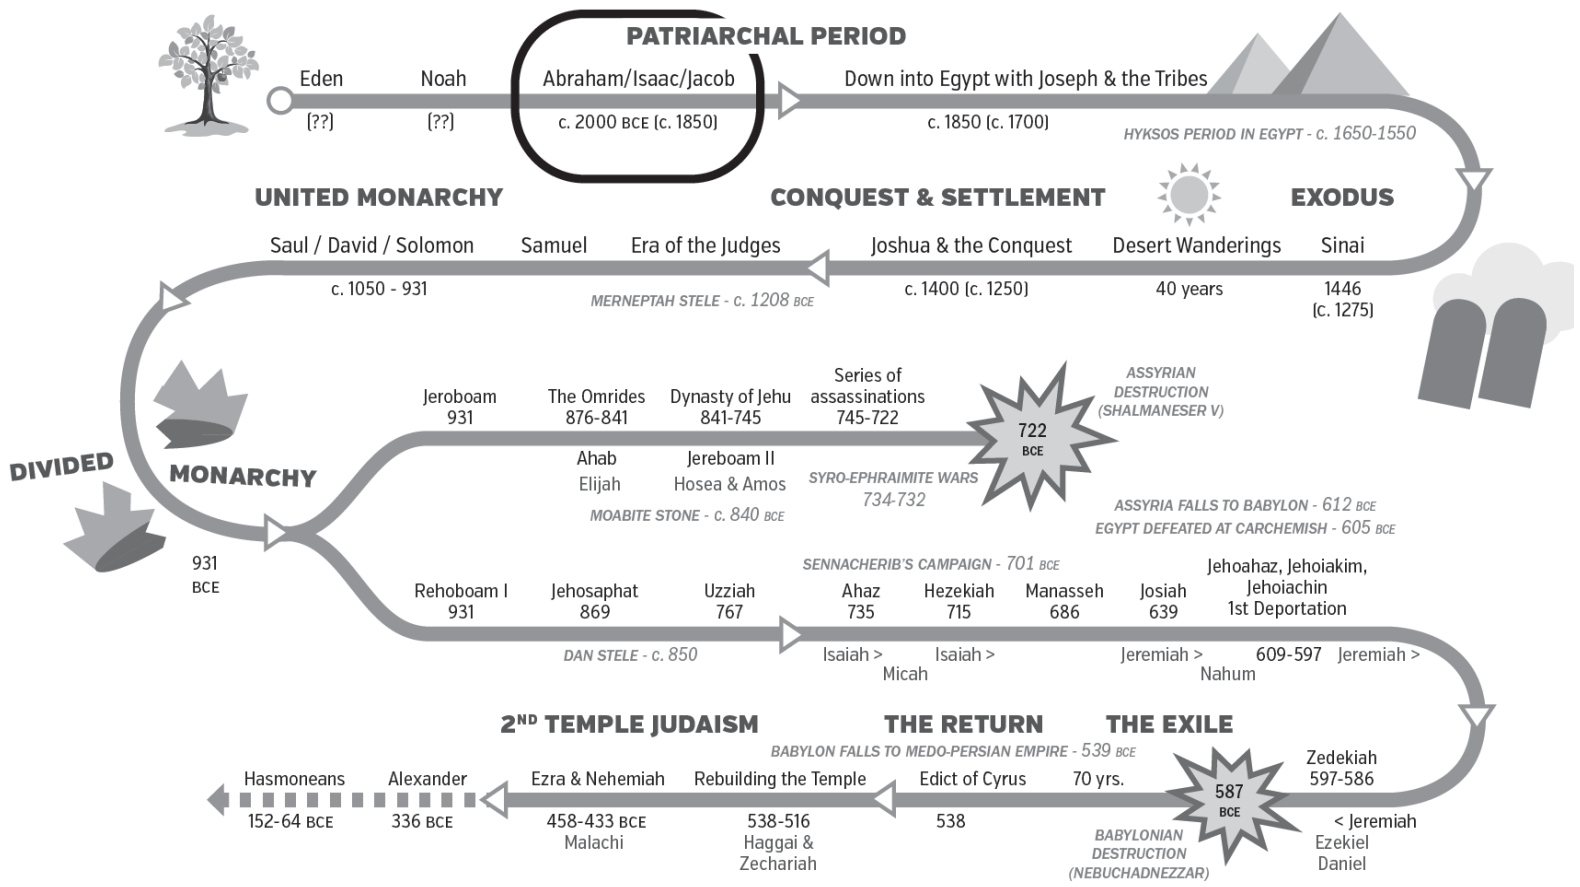 PATRIARCHAL PERIOD
Eden
Noah
Abraham/Isaac/Jacob
Down into Egypt with Joseph & the Tribes
(??)
(??)
c. 2000 BCE (c. 1850)
c. 1850 (c. 1700)
HYKSOS PERIOD IN EGYPT - c. 1650-1550
UNITED MONARCHY
CONQUEST & SETTLEMENT
EXODUS
Saul / David / Solomon
Samuel
Era of the Judges
Joshua & the Conquest
Desert Wanderings
Sinai
c. 1050 - 931
MERNEPTAH STELE - c. 1208 BCE
c. 1400 (c. 1250)
40 years
1446
(c. 1275)
DIVIDED
MONARCHY
931
BCE
Jeroboam
931
The Omrides
876-841
Dynasty of Jehu
841-745
Series of
assassinations
745-722
722
BCE
ASSYRIAN
DESTRUCTION
(SHALMANESER V)
Ahab
Elijah
Jereboam II
Hosea & Amos
SYRO-EPHRAIMITE WARS
734-732
MOABITE STONE - c. 840 BCE
ASSYRIA FALLS TO BABYLON - 612 BCE
EGYPT DEFEATED AT CARCHEMISH - 605 BCE
SENNACHERIB'S CAMPAIGN - 701 BCE
Rehoboam I
931
Jehosaphat
869
Uzziah
767
Ahaz
735
Hezekiah
715
Manasseh
686
Josiah
639
Jehoahaz, Jehoiakim,
Jehoiachin
1st Deportation
DAN STELE - c. 850
Isaiah >
Micah
Isaiah >
Jeremiah >
Nahum
609-597
Jeremiah >
2ND TEMPLE JUDAISM
THE RETURN
THE EXILE
BABYLON FALLS TO MEDO-PERSIAN EMPIRE - 539 BCE
Hasmoneans
Alexander
Ezra & Nehemiah
Rebuilding the Temple
Edict of Cyrus
70 yrs.
587
BCE
Zedekiah
597-586
152-64 BCE
336 BCE
458-433 BCE
Malachi
538-516
Haggai &
Zechariah
538
BABYLONIAN
DESTRUCTION
(NEBUCHADNEZZAR)
< Jeremiah
Ezekiel
Daniel